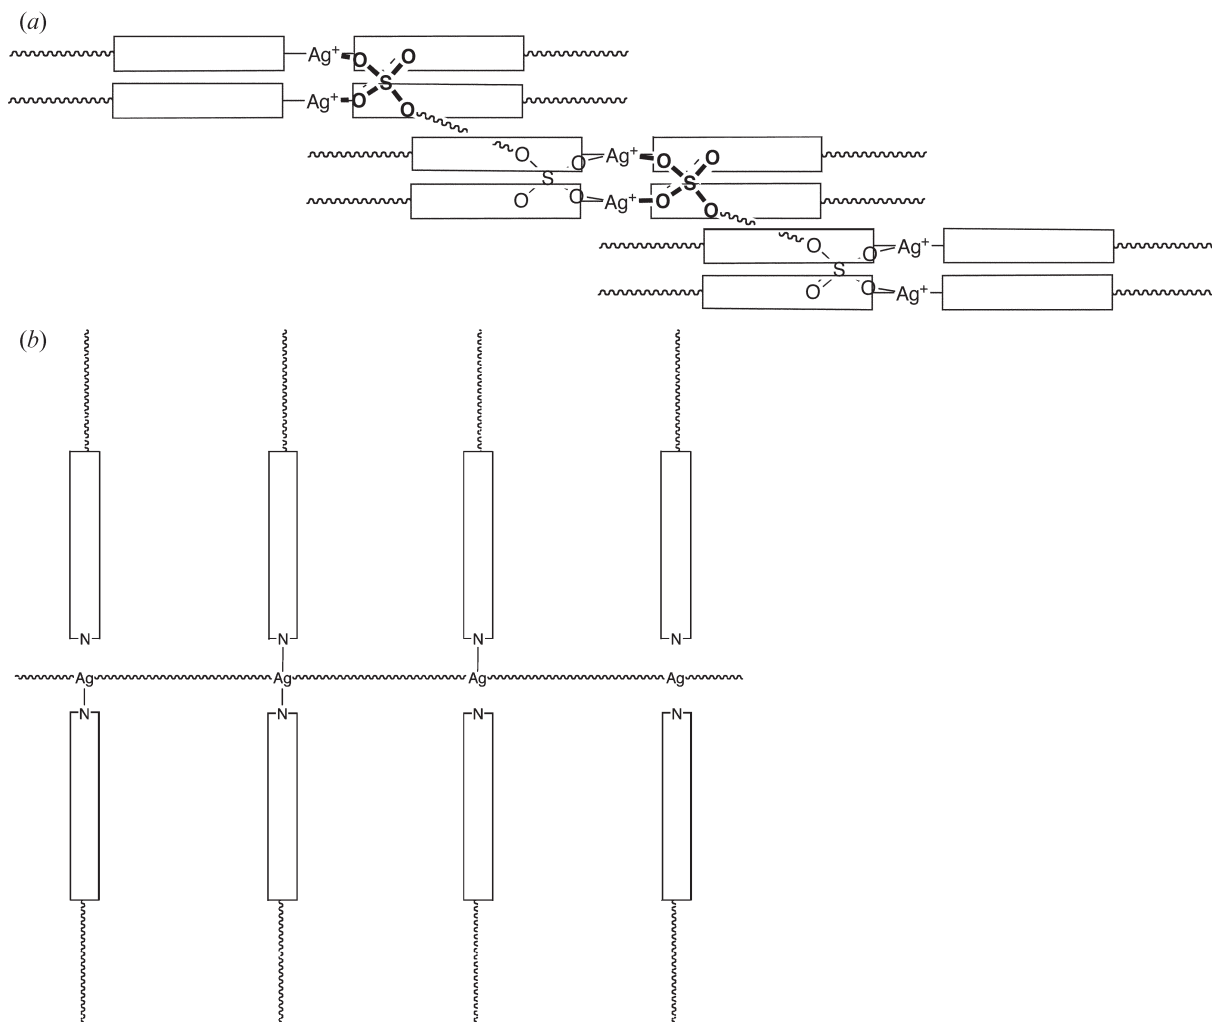 (a)
Ag+ O O
S
Ag+ O O
O O Ag+ O O
S S
O O Ag+ O O
O O Ag+
S
O O Ag+
(b)
N N N N
Ag Ag Ag Ag
N N N N